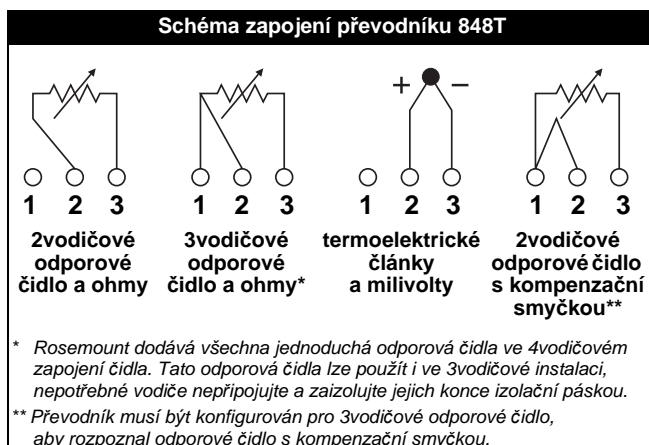 Schéma zapojení převodníku 848T
+ –
1 2 3 1 2 3 1 2 3 1 2 3
2vodičové
odporové
čidlo a ohmy
3vodičové
odporové
čidlo a ohmy*
termoelektrické
články
a milivolty
2vodičové
odporové čidlo
s kompenzační
smyčkou**
* Rosemount dodává všechna jednoduchá odporová čidla ve 4vodičovém
zapojení čidla. Tato odporová čidla lze použít i ve 3vodičové instalaci,
nepotřebné vodiče nepřipojujte a zaizolujte jejich konce izolační páskou.
** Převodník musí být konfigurován pro 3vodičové odporové čidlo,
aby rozpoznal odporové čidlo s kompenzační smyčkou.